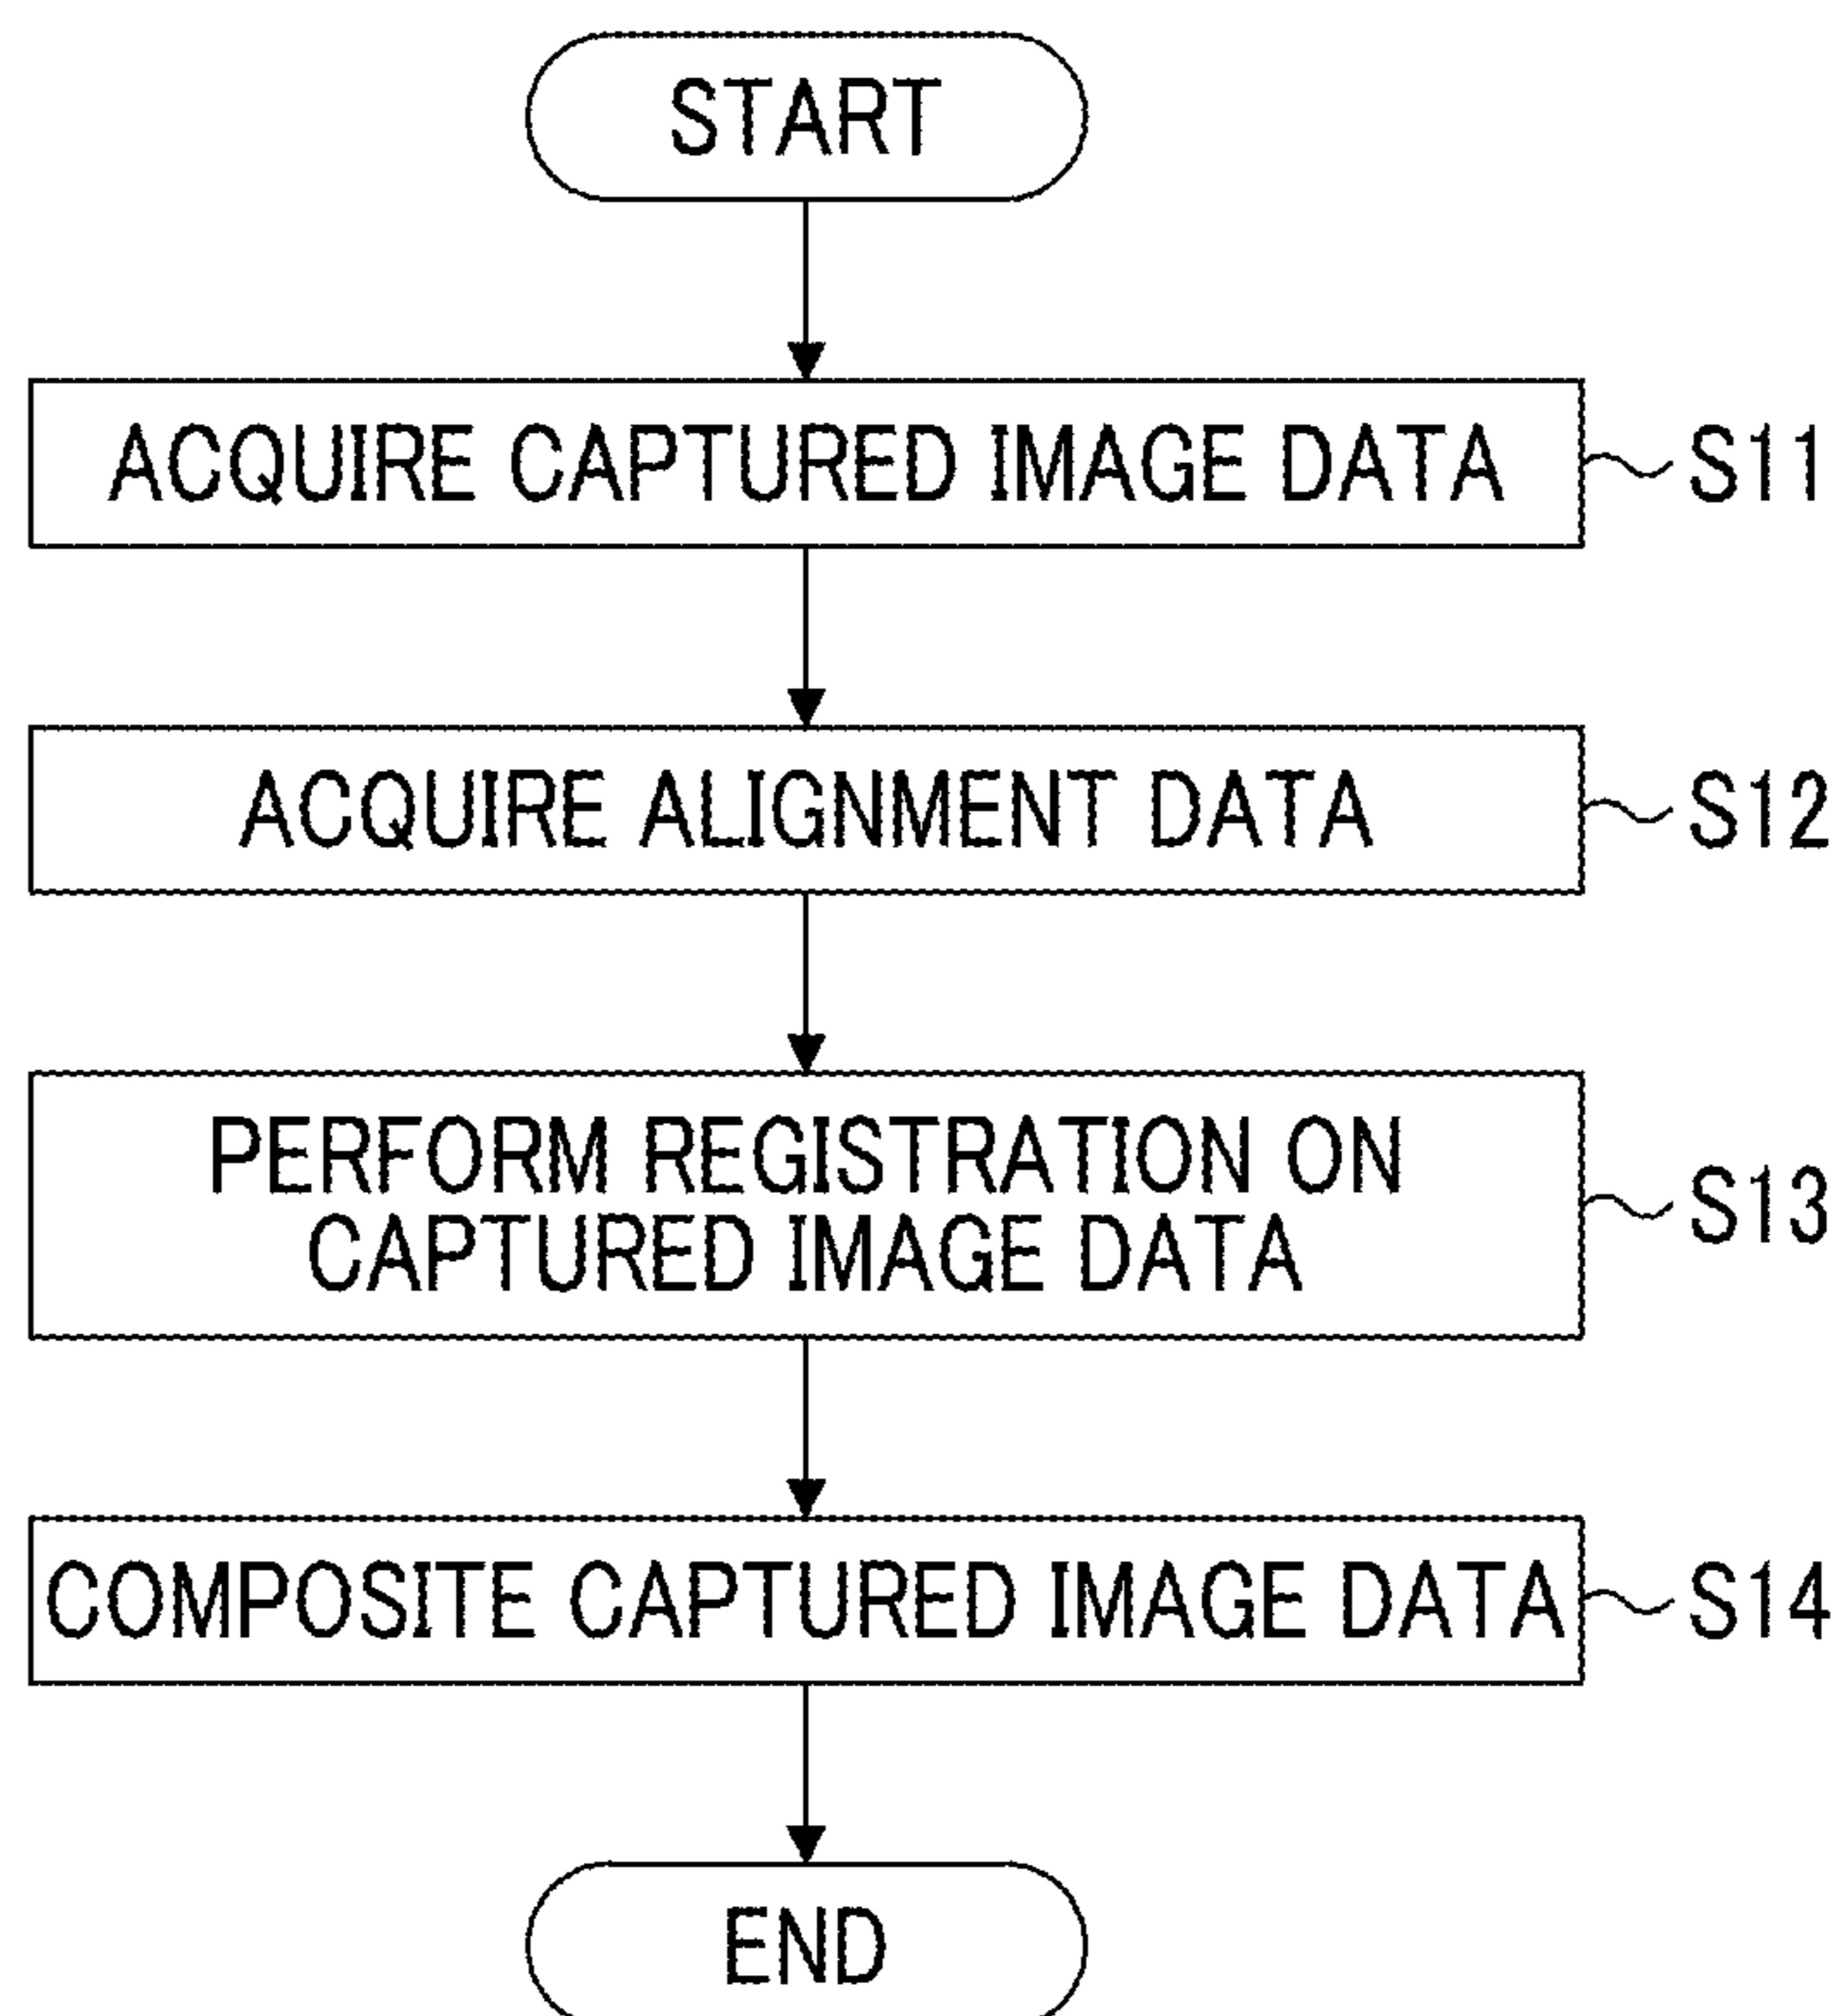 START
ACQUIRE CAPTURED IMAGE DATA S11
ACQUIRE ALIGNMENT DATA S12
PERFORM REGISTRATION ON
CAPTURED IMAGE DATA S13
COMPOSITE CAPTURED IMAGE DATA S14
END